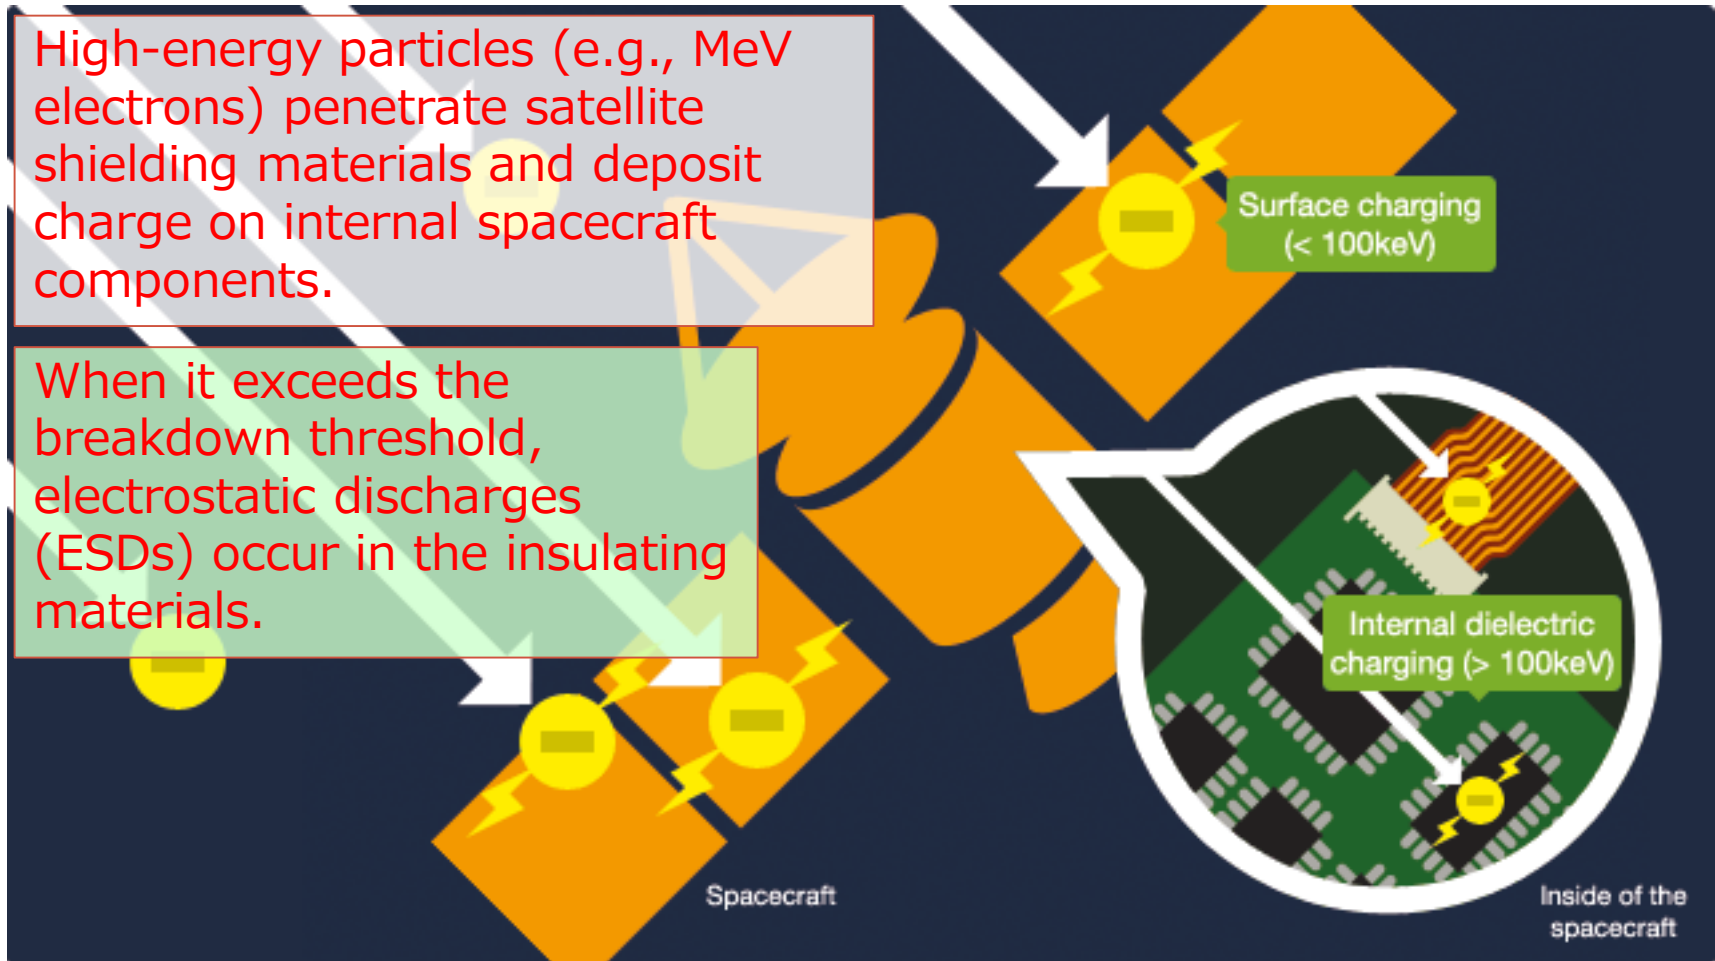 High-energy particles (e.g., MeV
electrons) penetrate satellite
shielding materials and deposit
charge on internal spacecraft
components.
When it exceeds the
breakdown threshold,
electrostatic discharges
(ESDs) occur in the insulating
materials.
Surface charging
(< 100keV)
Internal dielectric
charging (> 100keV)
Spacecraft
Inside of the
spacecraft